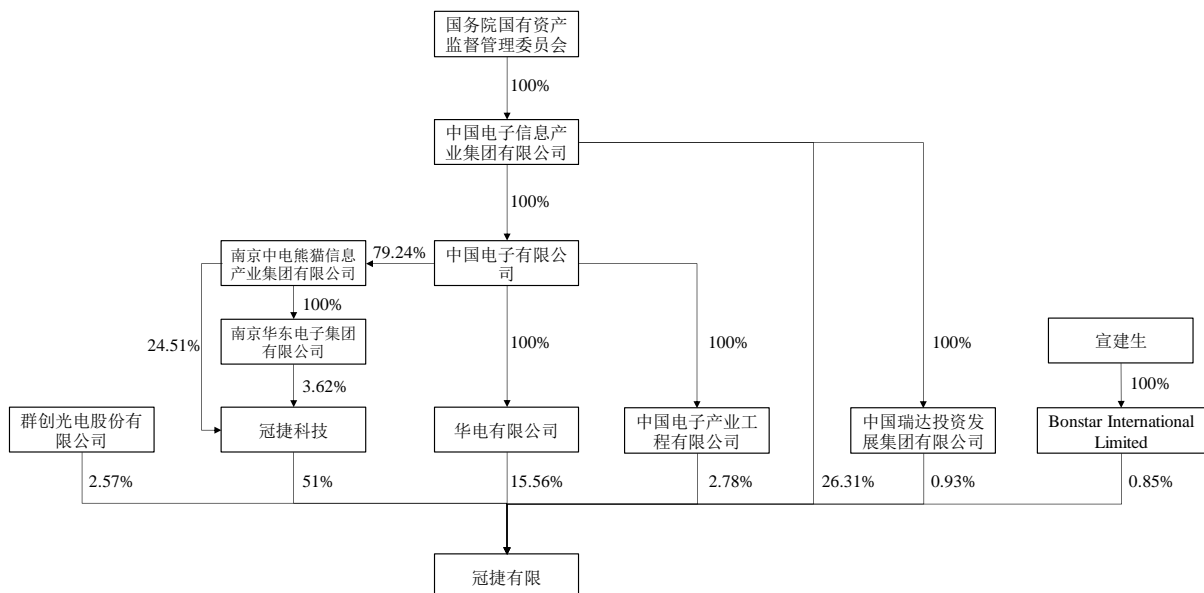 国务院国有资产
监督管理委员会
100%
中国电子信息产
业集团有限公司
100%
南京中电熊猫信息
产业集团有限公司
79.24%
中国电子有限公
司
100%
南京华东电子集团
有限公司
24.51%
100%
100%
100%
宣建生
3.62%
100%
群创光电股份有
限公司
冠捷科技
华电有限公司
中国电子产业工
程有限公司
中国瑞达投资发
展集团有限公司
Bonstar International
Limited
2.57%
51%
15.56%
2.78%
26.31%
0.93%
0.85%
冠捷有限